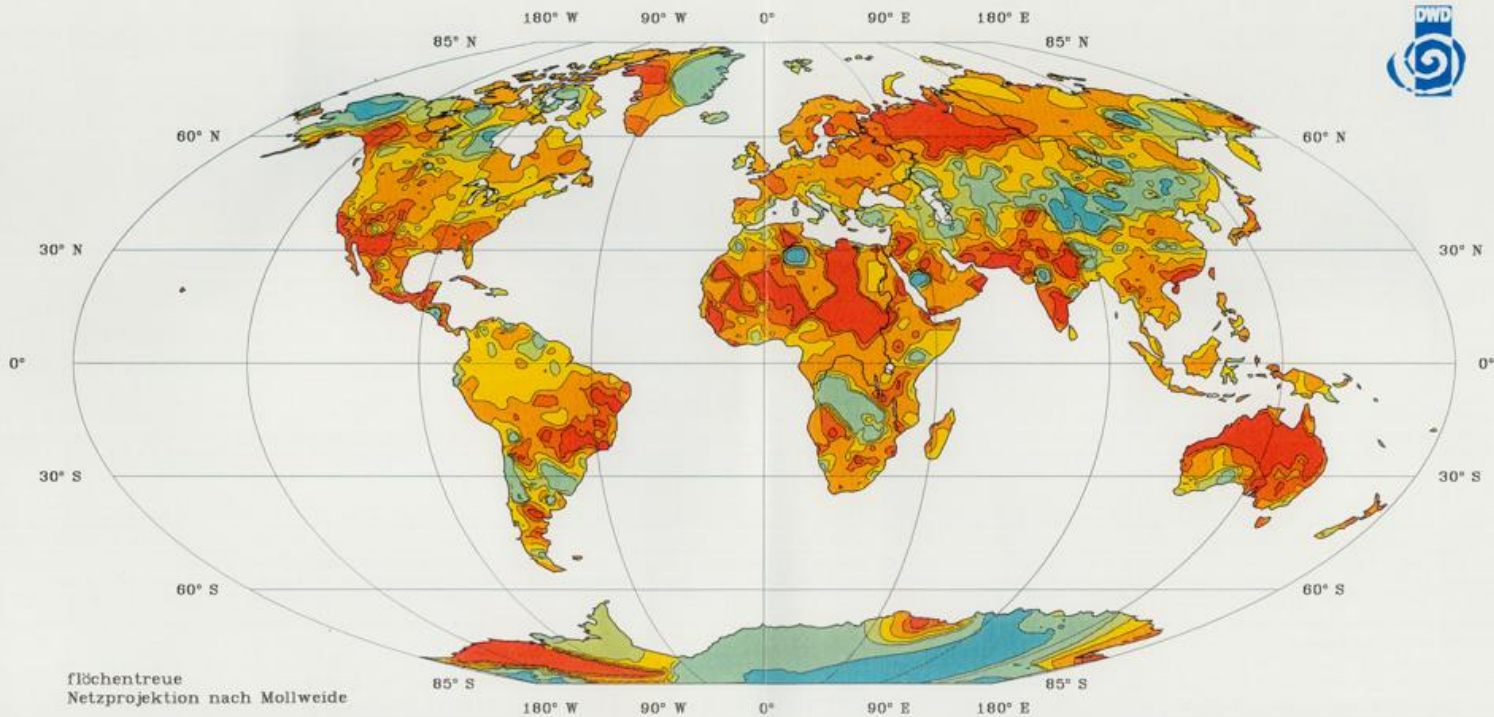 180° W 90° W 0° 90° E 180° E
DWD
85° N 85° N
60° N 60° N
30° N 30° N
0° 0°
30° S 30° S
60° S 60° S
flöchentreue
Netzprojektion nach Mollweide
85° S 85° S
180° W 90° W 0° 90° E 180° E